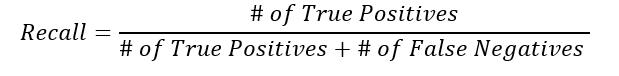 Recall = # of True Positives
# of True Positives + # of False Negatives